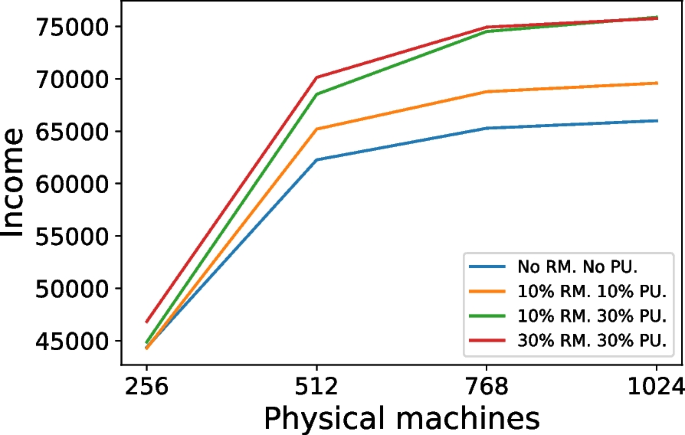 75000
70000
65000
60000
55000
50000
45000
Income
No RM. No PU.
10% RM. 10% PU.
10% RM. 30% PU.
30% RM. 30% PU.
256 512 768 1024
Physical machines